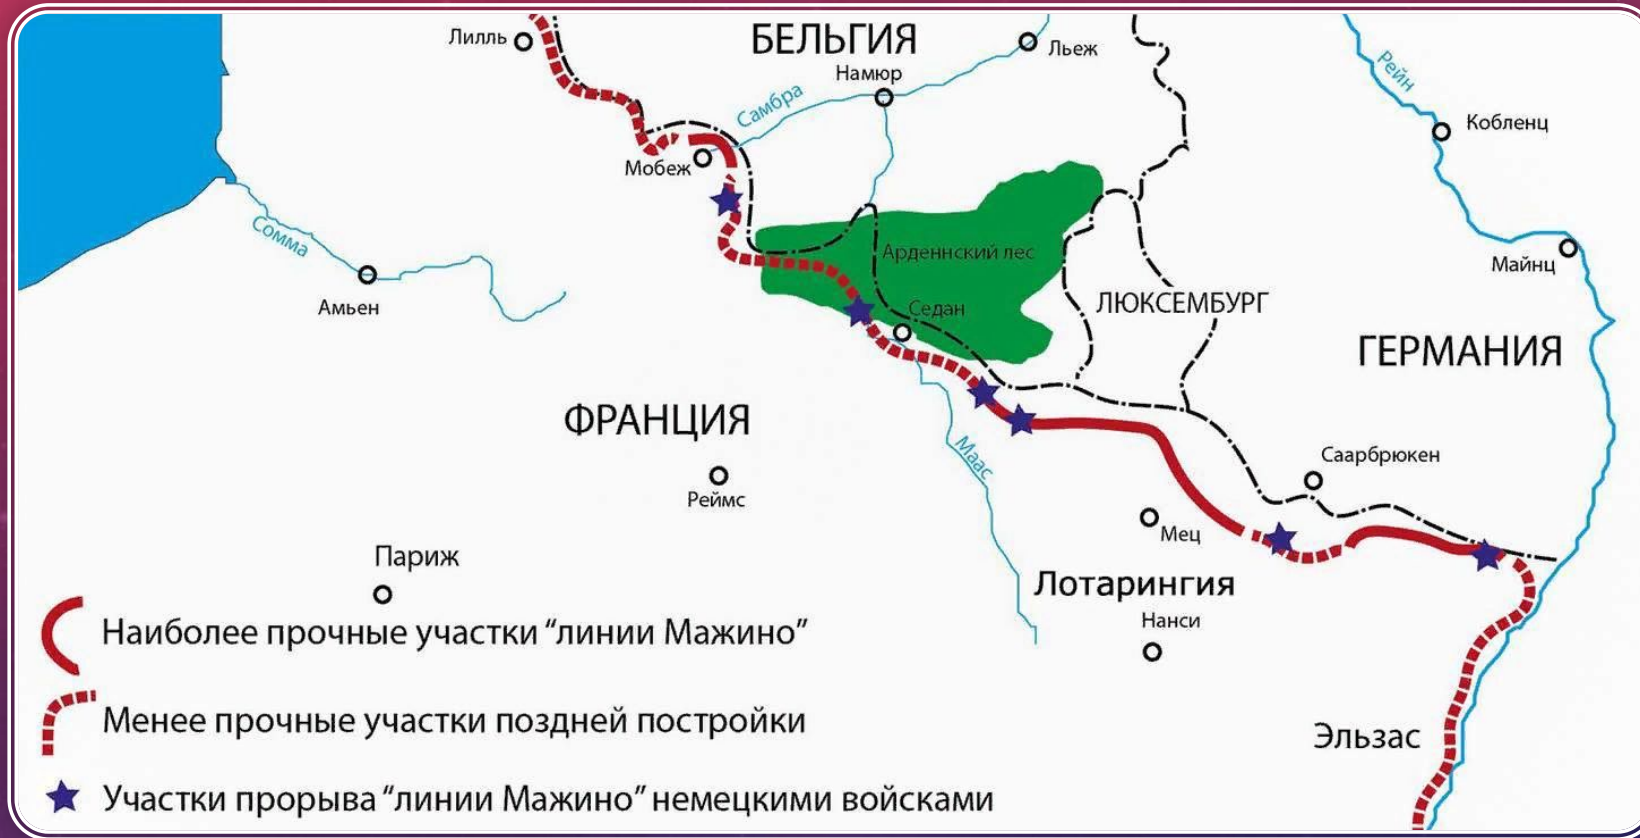 Лилль
БЕЛЬГИЯ
Льеж
Намюр
Рейн
Самбра
Кобленц
Мобеж
Сомма
Арденнский лес
Майнц
Амьен
Седан
ЛЮКСЕМБУРГ
ГЕРМАНИЯ
ФРАНЦИЯ
Маас
Саарбрюкен
Реймс
Мец
Париж
Лотарингия
Нанси
Наиболее прочные участки “линии Мажино”
Менее прочные участки поздней постройки
Эльзас
Участки прорыва “линии Мажино” немецкими войсками